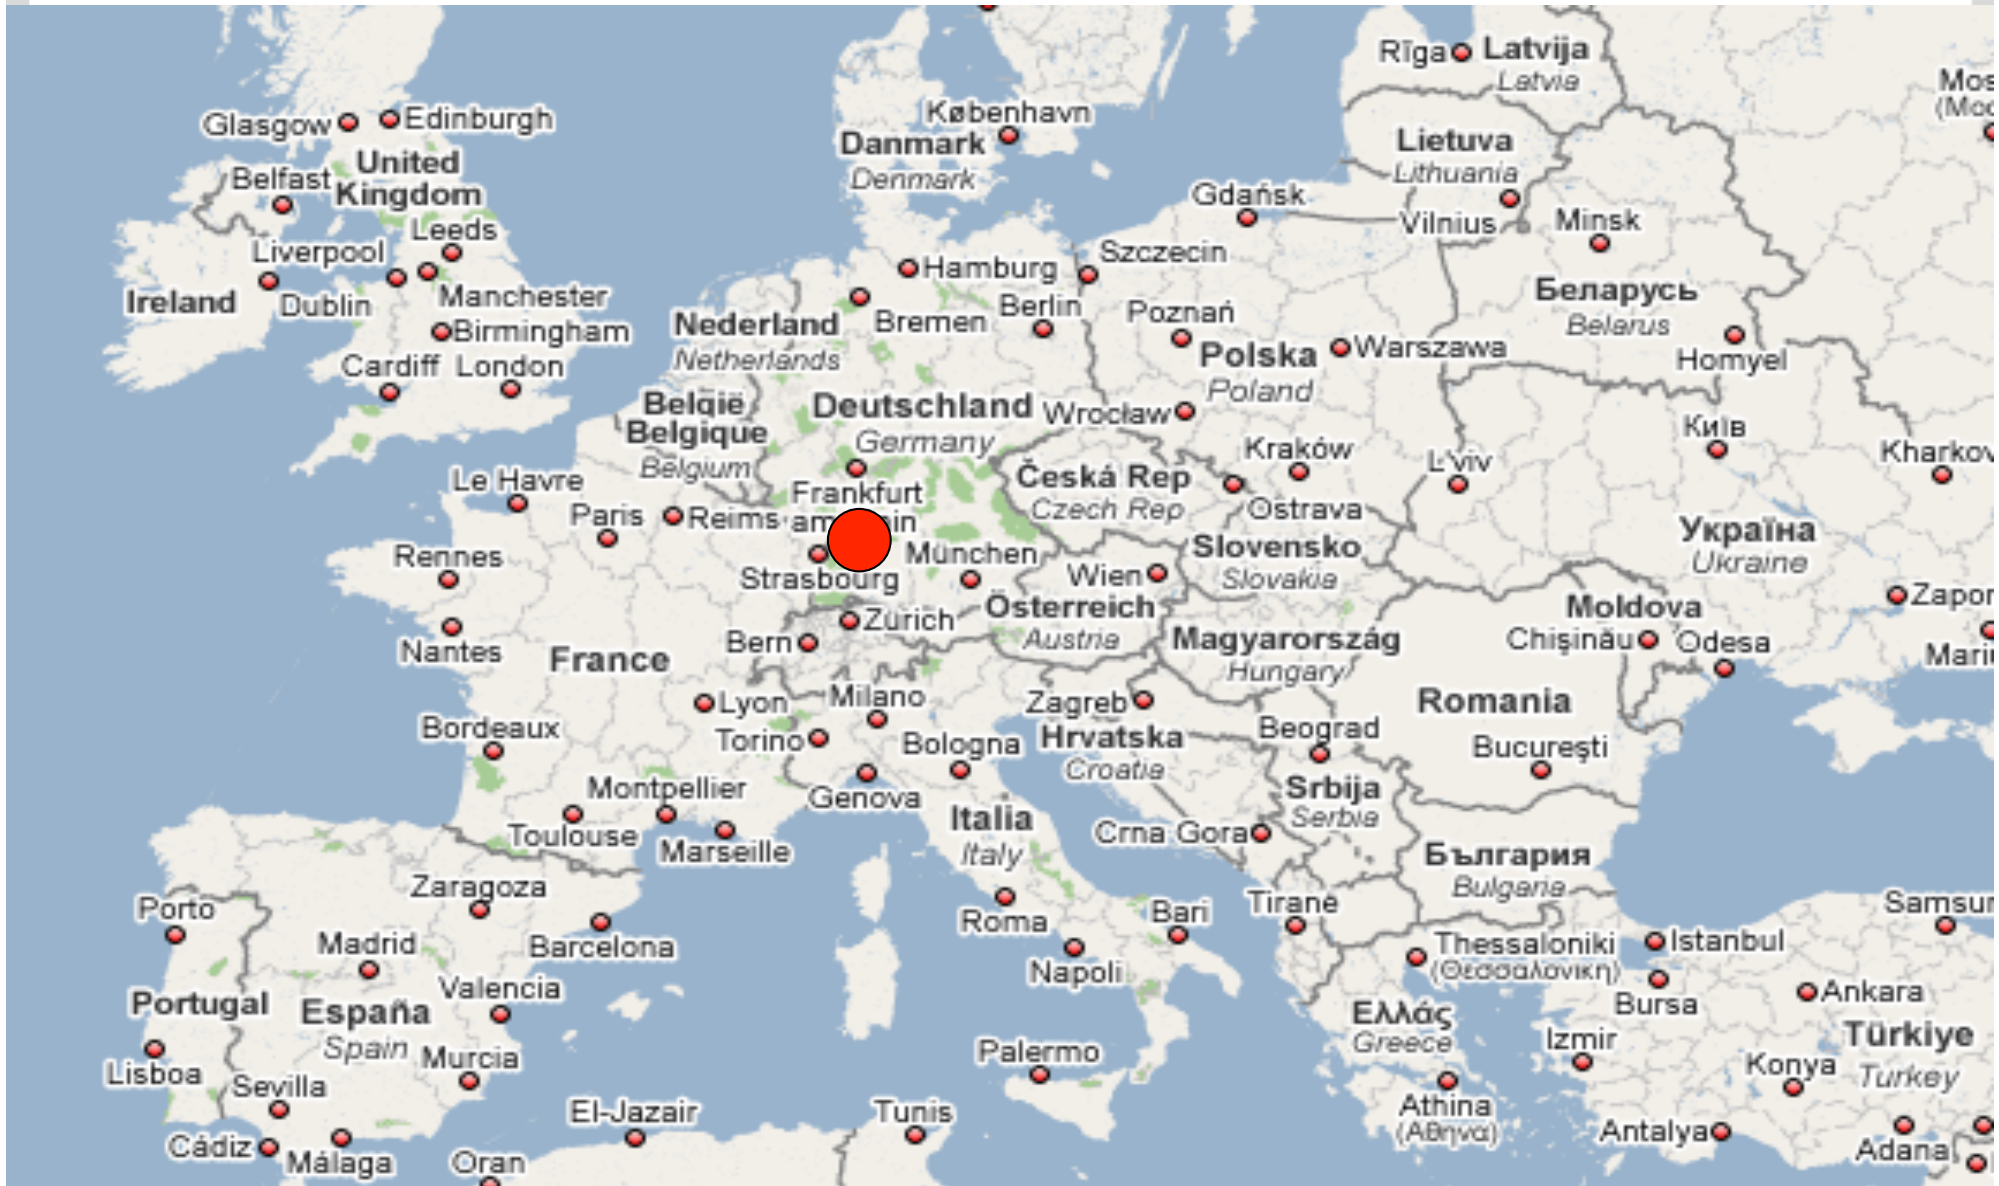 Rīga
Latvija
Latvia
Mos
(Moc
Glasgow
Edinburgh
København
Danmark
Denmark
Lietuva
Lithuania
United
Kingdom
Belfast
Gdańsk
Vilnius
Minsk
Leeds
Liverpool
Szczecin
Hamburg
Ireland
Dublin
Manchester
Беларусь
Belarus
Birmingham
Nederland
Netherlands
Bremen
Berlin
Poznań
Polska
Poland
Warszawa
Homyel
Cardiff
London
België
Belgique
Belgium
Deutschland
Germany
Wrocław
Київ
Kraków
L'viv
Kharkov
Le Havre
Frankfurt
Česká Rep
Czech Rep
Ostrava
Paris
Reims
Slovensko
Slovakia
Україна
Ukraine
Rennes
Strasbourg
München
Wien
Österreich
Austria
Zapor
Moldova
Nantes
France
Bern
Zürich
Magyarország
Hungary
Chişinău
Odesa
Mariu
Lyon
Milano
Zagreb
Romania
Bordeaux
Torino
Bologna
Hrvatska
Croatia
Beograd
Bucureşti
Montpellier
Genova
Srbija
Serbia
Toulouse
Marseille
Italia
Italy
Crna Gora
България
Bulgaria
Zaragoza
Porto
Roma
Bari
Tiranë
Samsun
Madrid
Barcelona
Napoli
Thessaloniki
(Θεσσαλονίκη)
Istanbul
Valencia
Portugal
España
Spain
Bursa
Ankara
Ελλάς
Greece
Izmir
Türkiye
Turkey
Murcia
Palermo
Lisboa
Sevilla
Konya
El-Jazair
Tunis
Athina
(Αθήνα)
Antalya
Adana
Cádiz
Málaga
Oran